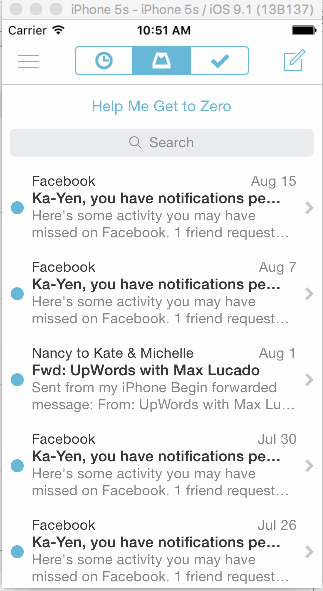 iPhone 5s - iPhone 5s / iOS 9.1 (13B137)
Carrier 10:51 AM
Help Me Get to Zero
Search
Facebook Aug 15
Ka-Yen, you have notifications pe...
Here's some activity you may have
missed on Facebook. 1 friend request...
Facebook Aug 7
Ka-Yen, you have notifications pe...
Here's some activity you may have
missed on Facebook. 1 friend request...
Nancy to Kate & Michelle Aug 1
Fwd: UpWords with Max Lucado
Sent from my iPhone Begin forwarded
message: From: UpWords with Max Lu...
Facebook Jul 30
Ka-Yen, you have notifications pe...
Here's some activity you may have
missed on Facebook. 1 friend request...
Facebook Jul 26
Ka-Yen, you have notifications pe...
Here's some activity you may have
missed on Facebook. 1 friend request...